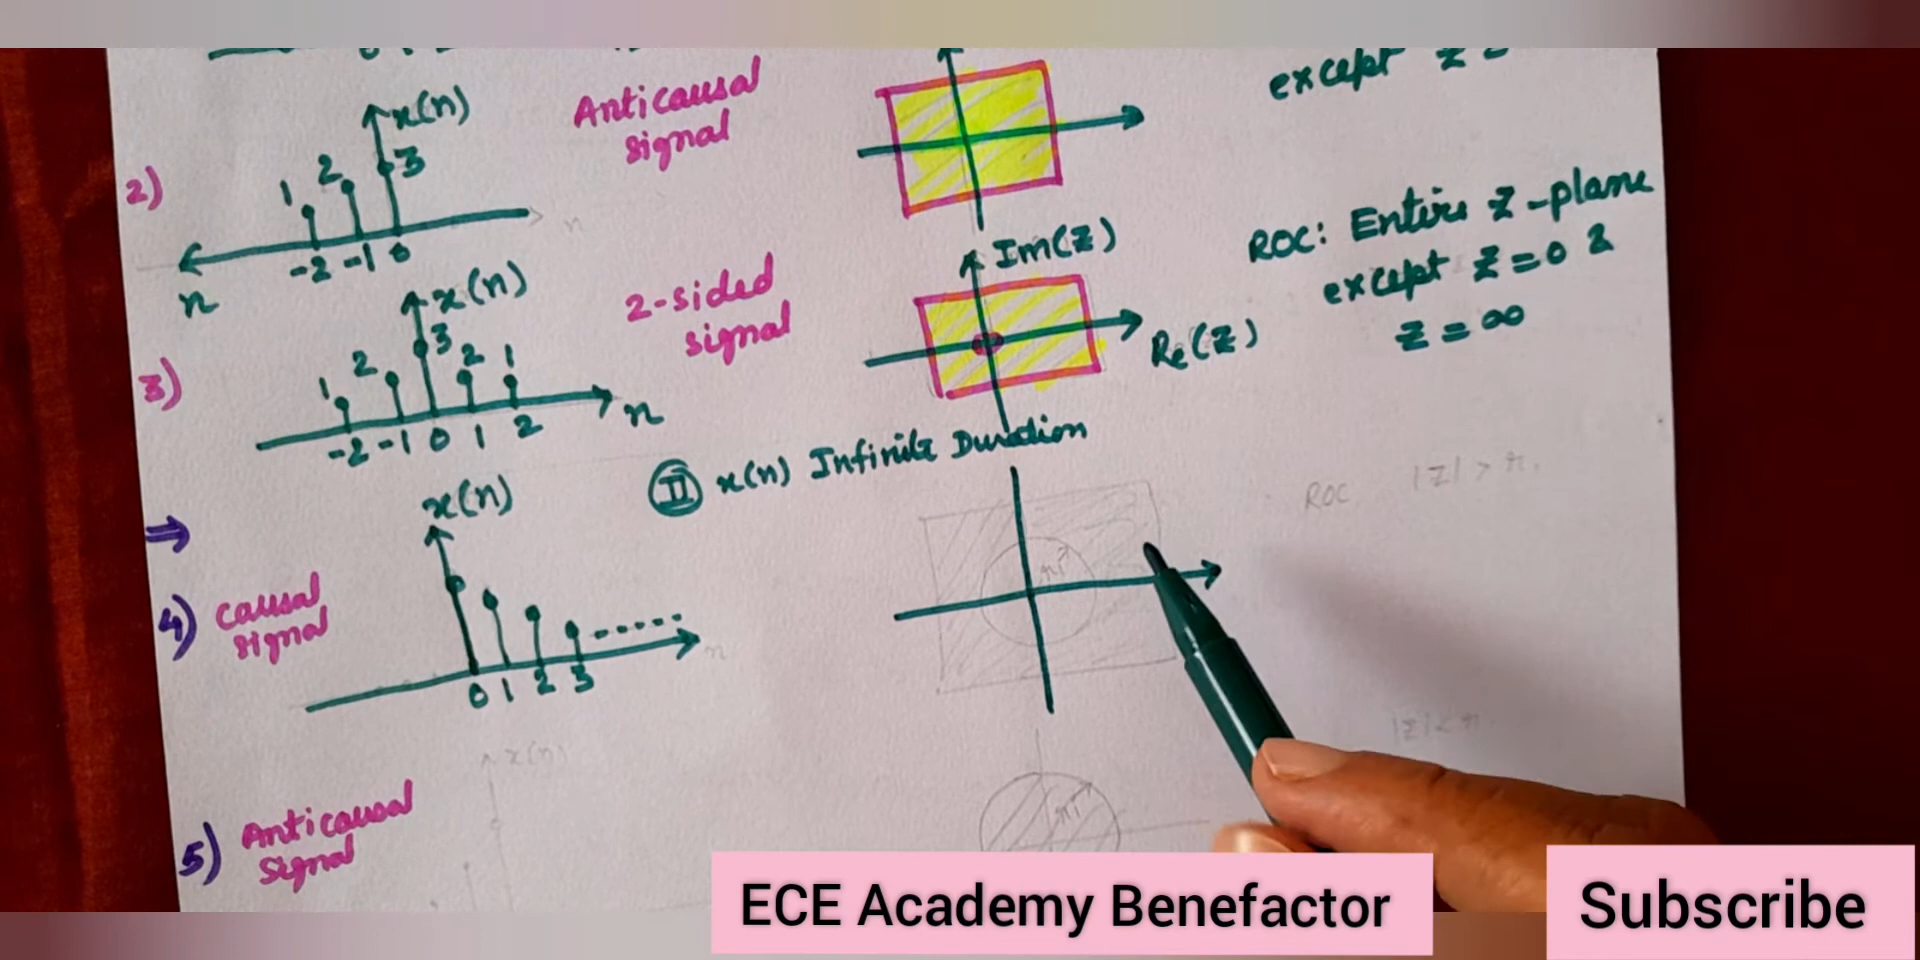 except z =
2)
x(n)
3
2
1
-2 -1 0
n
n
Anticausal
signal
3)
x(n)
3
2
2
1
1
-2 -1 0 1 2
n
2-sided
signal
Im(z)
Re(z)
ROC: Entire z-plane
except z = 0 &
z = ∞
II x(n) Infinite Duration
⇒
4) causal
signal
x(n)
0 1 2 3
n
ROC |z| > r.
r
5) Anticausal
signal
x(n)
r
|z| < r
ECE Academy Benefactor
Subscribe